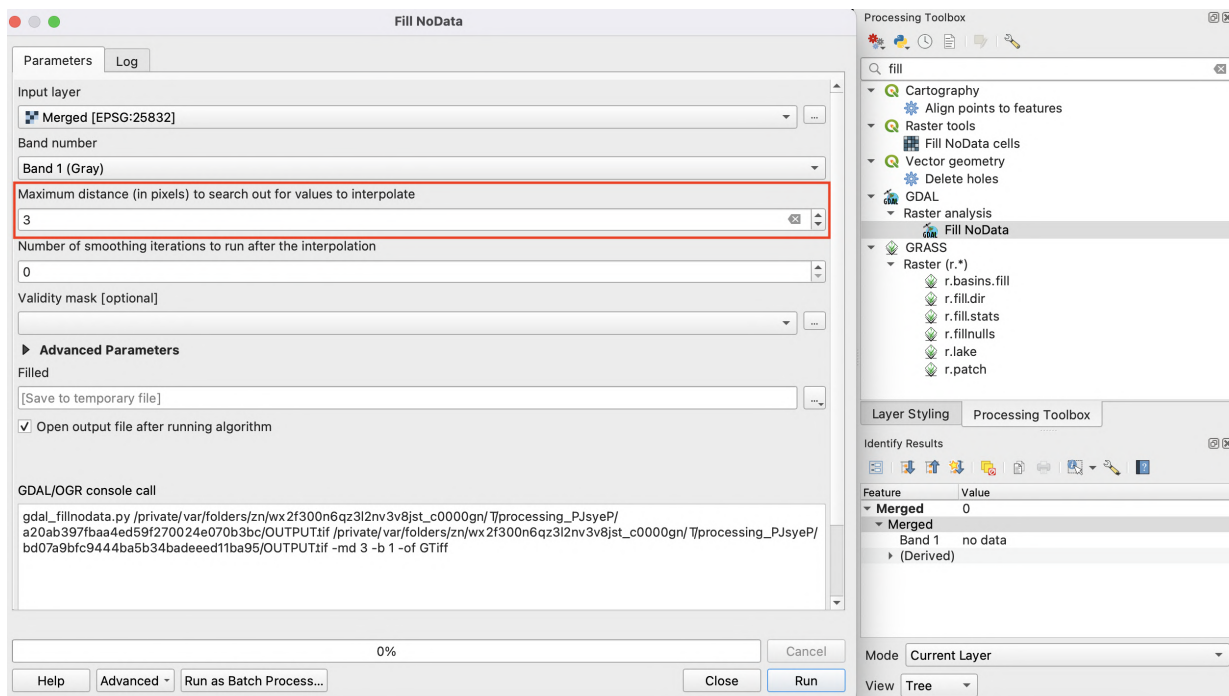 Fill NoData
Parameters
Log
Input layer
Merged [EPSG:25832]
...
Band number
Band 1 (Gray)
Maximum distance (in pixels) to search out for values to interpolate
3
Number of smoothing iterations to run after the interpolation
0
Validity mask [optional]
...
Advanced Parameters
Filled
[Save to temporary file]
...
Open output file after running algorithm
GDAL/OGR console call
gdal_fillnodata.py /private/var/folders/zn/wx2f300n6qz3l2nv3v8jst_c0000gn/T/processing_PJsyeP/
a20ab397fbaa4ed59f270024e070b3bc/OUTPUT.tif /private/var/folders/zn/wx2f300n6qz3l2nv3v8jst_c0000gn/T/processing_PJsyeP/
bd07a9bfc9444ba5b34badeeed11ba95/OUTPUT.tif -md 3 -b 1 -of GTiff
0%
Cancel
Help
Advanced
Run as Batch Process...
Close
Run
Processing Toolbox
fill
Cartography
Align points to features
Raster tools
Fill NoData cells
Vector geometry
Delete holes
GDAL
Raster analysis
GDAL Fill NoData
GRASS
Raster (r.*)
r.basins.fill
r.fill.dir
r.fill.stats
r.fillnulls
r.lake
r.patch
Layer Styling
Processing Toolbox
Identify Results
Feature Value
Merged 0
Merged
Band 1 no data
(Derived)
Mode Current Layer
View Tree